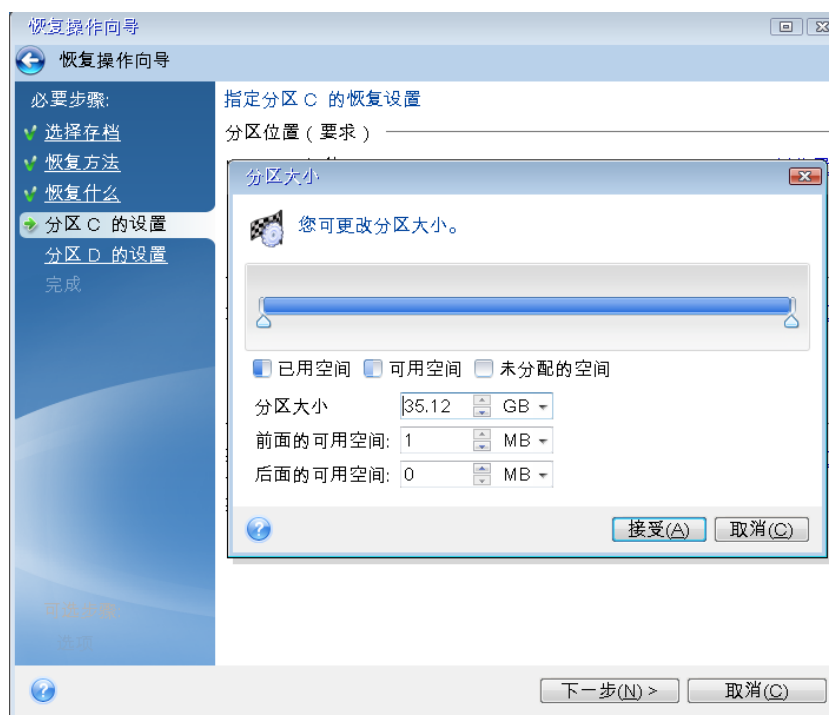 恢复操作向导
恢复操作向导
必要步骤:
选择存档
恢复方法
恢复什么
分区 C 的设置
分区 D 的设置
完成
指定分区 C 的恢复设置
分区位置 ( 要求 )
分区大小
您可更改分区大小。
已用空间 可用空间 未分配的空间
分区大小 35.12 GB
前面的可用空间: 1 MB
后面的可用空间: 0 MB
接受(A) 取消(C)
选项
下一步(N) > 取消(C)